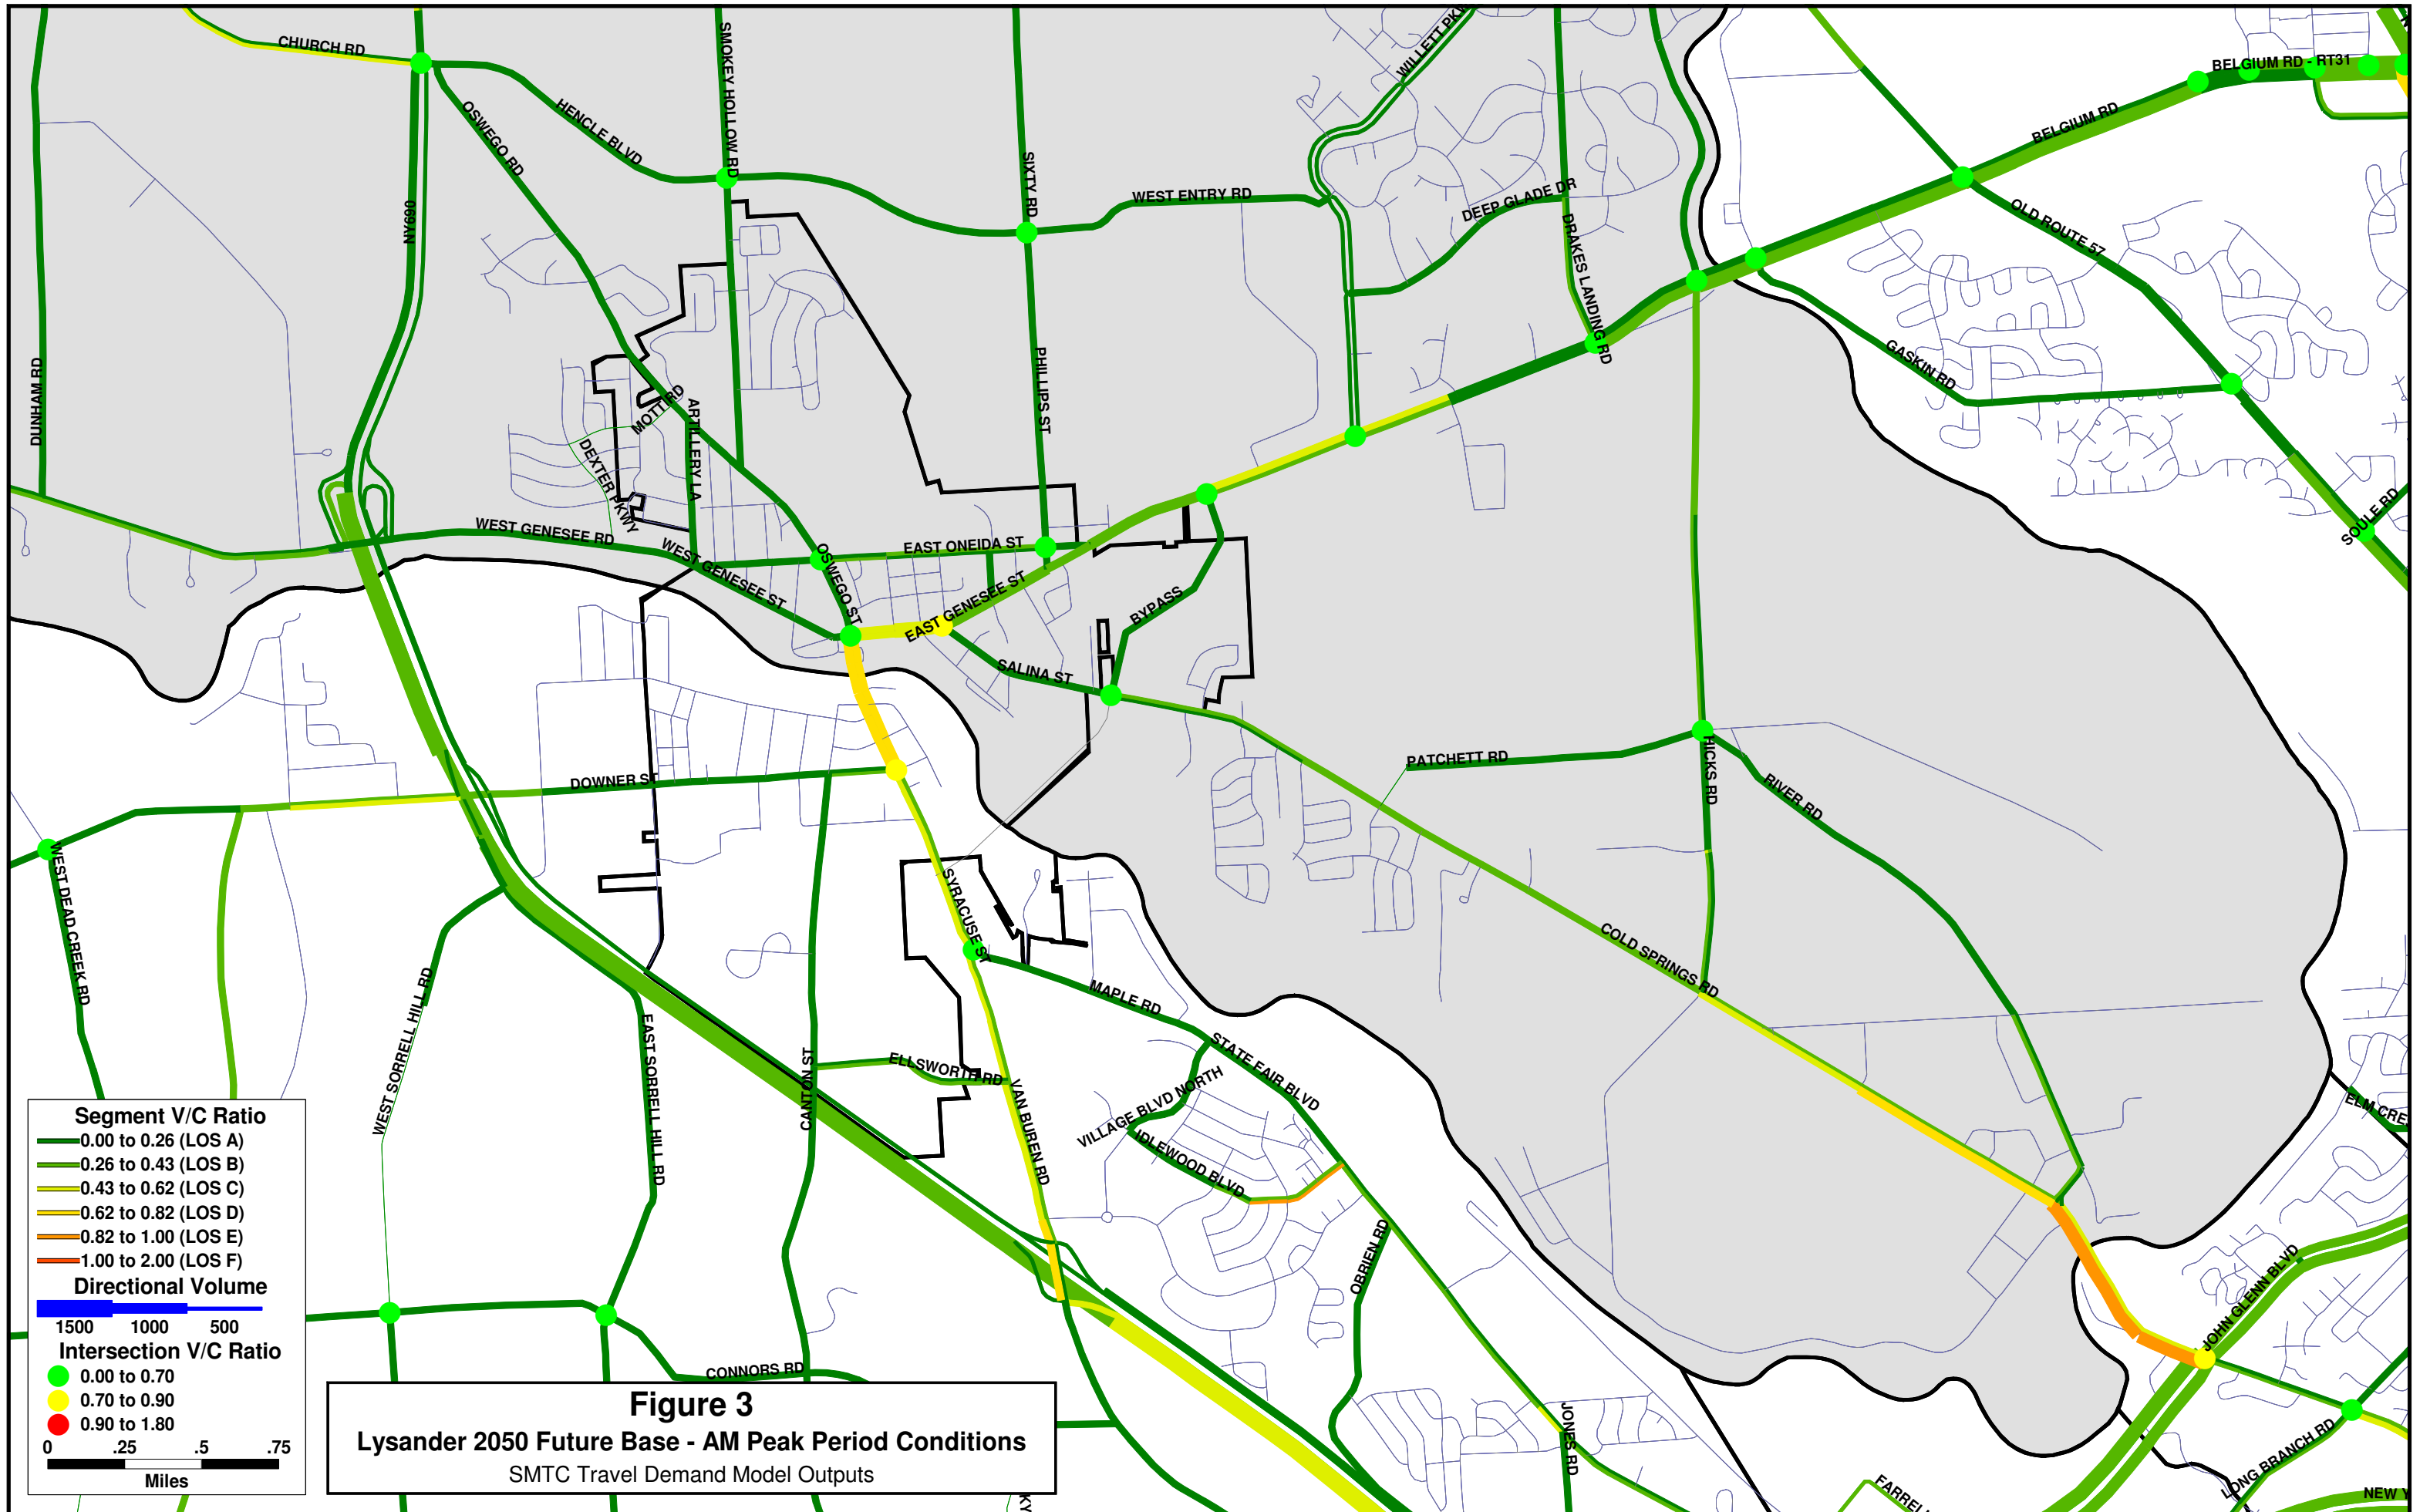 CHURCH RD
SMOKEY HOLLOW RD
WILLETT PKWY
BELGIUM RD - RT31
OSWEGO RD
HENCLE BLVD
BELGIUM RD
NY690
SIXTY RD
WEST ENTRY RD
DEEP GLADE DR
DRAKES LANDING RD
OLD ROUTE 57
DUNHAM RD
MOTT RD
ARTILLERY LA
PHILLIPS ST
GASKIN RD
DEXTER PKWY
SOULE RD
WEST GENESEE RD
WEST GENESEE ST
OSWEGO ST
EAST ONEIDA ST
EAST GENESEE ST
BYPASS
SALINA ST
DOWNER ST
PATCHETT RD
HICKS RD
RIVER RD
WEST DEAD CREEK RD
SYRACUSE ST
COLD SPRINGS RD
WEST SORRELL HILL RD
EAST SORRELL HILL RD
MAPLE RD
CANTON ST
ELLSWORTH RD
VAN BUREN RD
STATE FAIR BLVD
VILLAGE BLVD NORTH
IDLEWOOD BLVD
ELM CRE
OBRIEN RD
JOHN GLENN BLVD
CONNORS RD
JONES RD
LONG BRANCH RD
FARREL
NEW Y
KY
Segment V/C Ratio
0.00 to 0.26 (LOS A)
0.26 to 0.43 (LOS B)
0.43 to 0.62 (LOS C)
0.62 to 0.82 (LOS D)
0.82 to 1.00 (LOS E)
1.00 to 2.00 (LOS F)
Directional Volume
1500 1000 500
Intersection V/C Ratio
0.00 to 0.70
0.70 to 0.90
0.90 to 1.80
0 .25 .5 .75
Miles
Figure 3
Lysander 2050 Future Base - AM Peak Period Conditions
SMTC Travel Demand Model Outputs